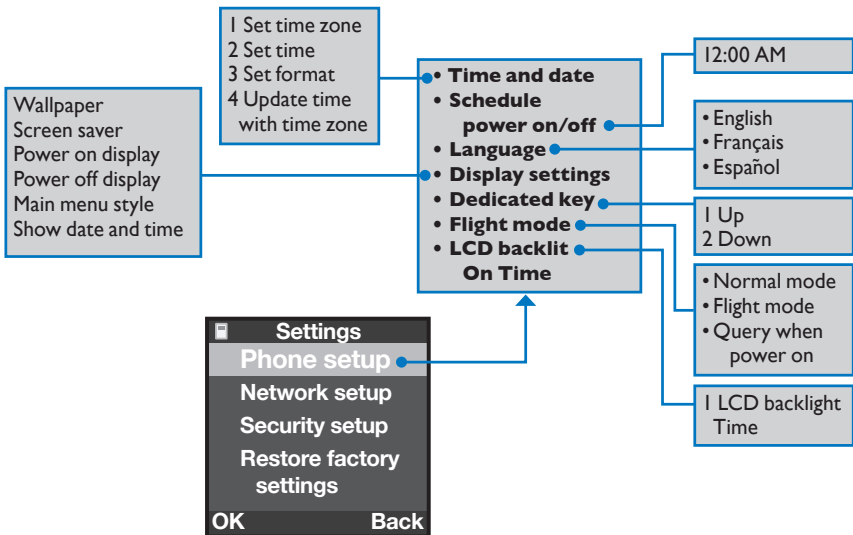 1 Set time zone
2 Set time
3 Set format
4 Update time
with time zone
Wallpaper
Screen saver
Power on display
Power off display
Main menu style
Show date and time
• Time and date
• Schedule
power on/off
• Language
• Display settings
• Dedicated key
• Flight mode
• LCD backlit
On Time
12:00 AM
• English
• Français
• Español
1 Up
2 Down
• Normal mode
• Flight mode
• Query when
power on
1 LCD backlight
Time
Settings
Phone setup
Network setup
Security setup
Restore factory
settings
OK Back